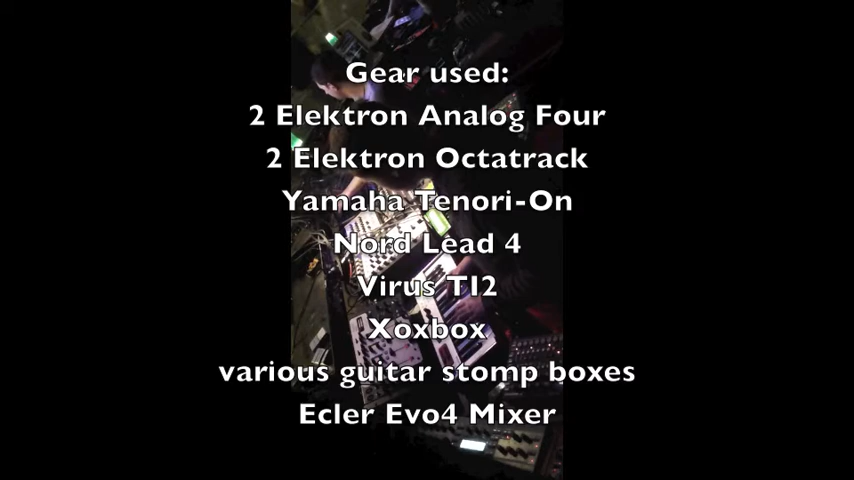 Gear used:
2 Elektron Analog Four
2 Elektron Octatrack
Yamaha Tenori-On
Nord Lead 4
Virus TI2
Xoxbox
various guitar stomp boxes
Ecler Evo4 Mixer